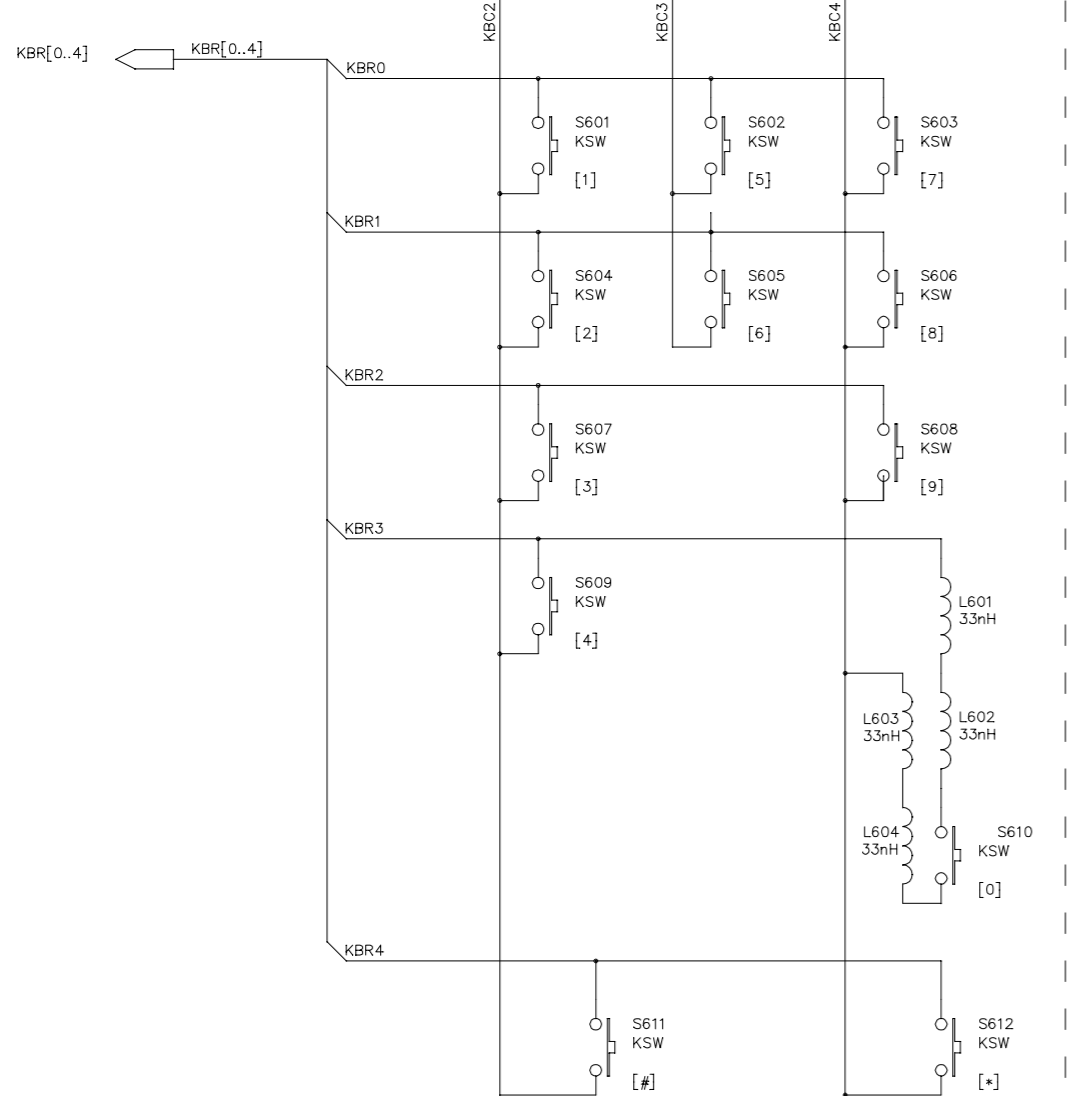 KBC2
KBC3
KBC4
KBR[0..4]
KBR[0..4]
KBR0
S601
KSW
[1]
S602
KSW
[5]
S603
KSW
[7]
KBR1
S604
KSW
[2]
S605
KSW
[6]
S606
KSW
[8]
KBR2
S607
KSW
[3]
S608
KSW
[9]
KBR3
S609
KSW
[4]
L601
33nH
L603
33nH
L602
33nH
L604
33nH
S610
KSW
[0]
KBR4
S611
KSW
[#]
S612
KSW
[*]